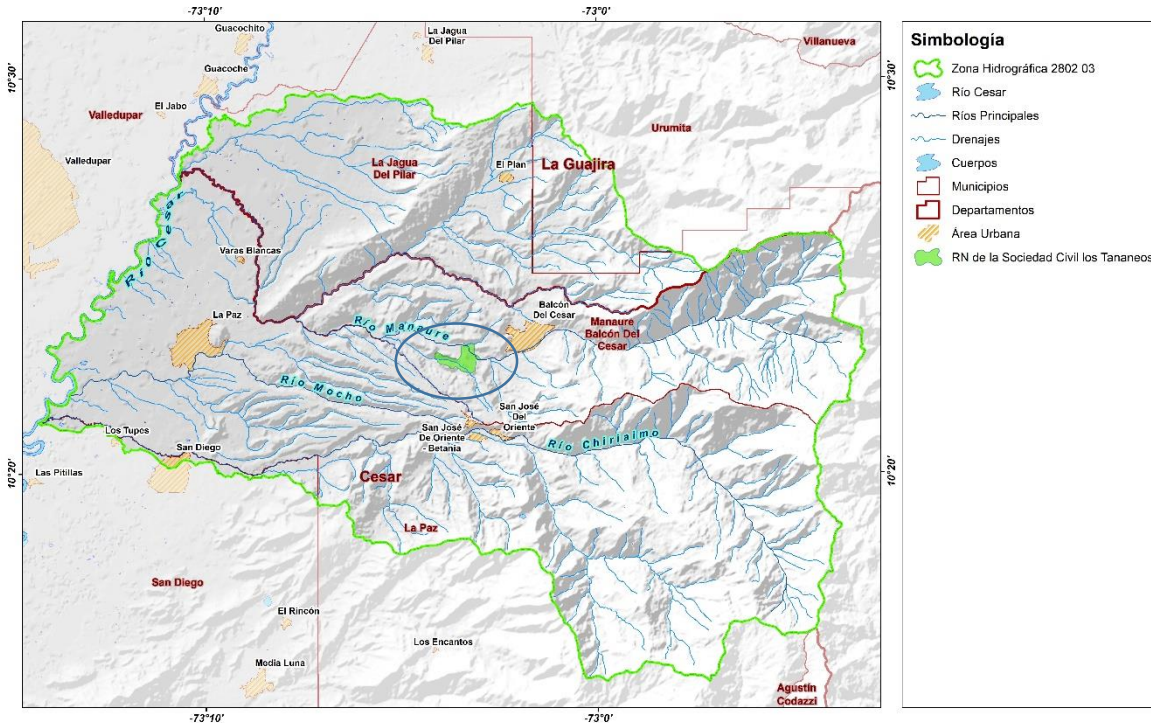 -73°10'
-73°0'
Guacochito
La Jagua
Del Pilar
Villanueva
10°30'
10°30'
Guacoche
El Jabo
Valledupar
Urumita
Valledupar
La Jagua
Del Pilar
El Plan
La Guajira
Río Cesar
Varas Blancas
La Paz
Río Manaure
Balcón
Del Cesar
Manaure
Balcón Del
Cesar
Río Mocho
San José
Del
Oriente
San José
De Oriente
- Betania
Río Chiriaimo
Los Tupes
San Diego
Las Pitillas
10°20'
10°20'
Cesar
La Paz
San Diego
El Rincón
Los Encantos
Media Luna
Agustín
Codazzi
-73°10'
-73°0'
Simbología
Zona Hidrográfica 2802 03
Río Cesar
Ríos Principales
Drenajes
Cuerpos
Municipios
Departamentos
Área Urbana
RN de la Sociedad Civil los Tananeos